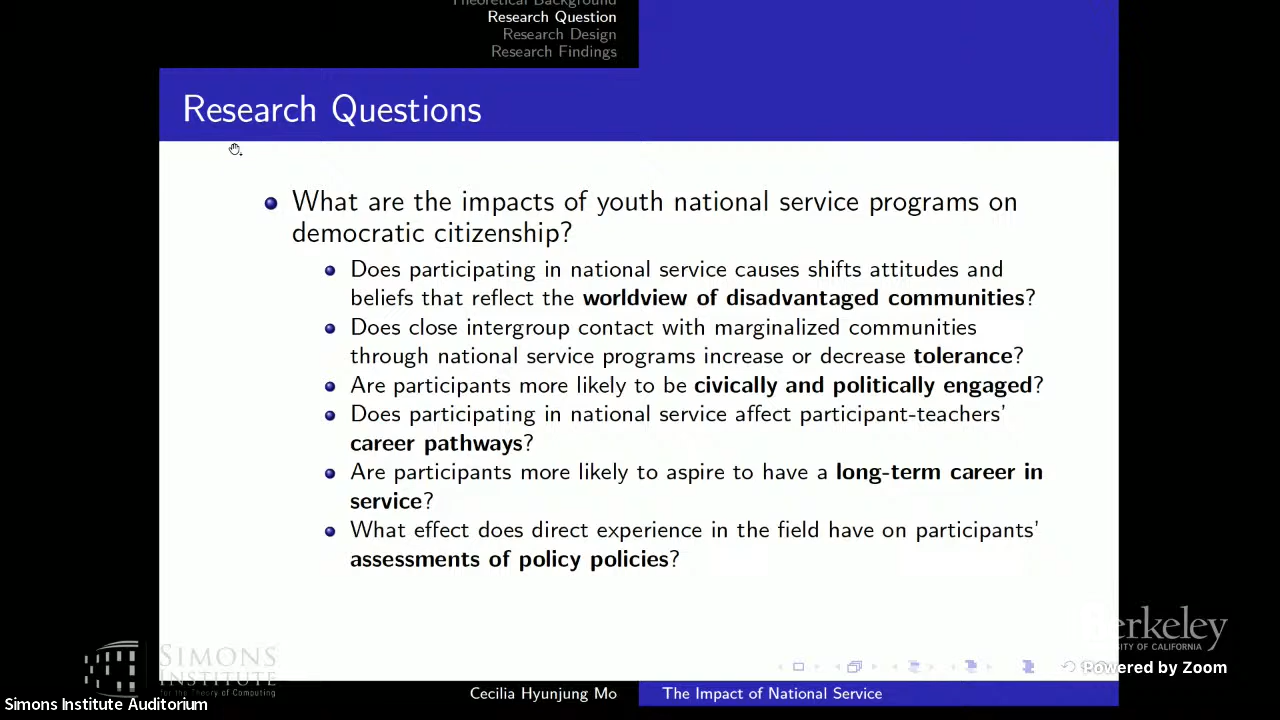 Theoretical Background
Research Question
Research Design
Research Findings
Research Questions
What are the impacts of youth national service programs on
democratic citizenship?
Does participating in national service causes shifts attitudes and
beliefs that reflect the worldview of disadvantaged communities?
Does close intergroup contact with marginalized communities
through national service programs increase or decrease tolerance?
Are participants more likely to be civically and politically engaged?
Does participating in national service affect participant-teachers'
career pathways?
Are participants more likely to aspire to have a long-term career in
service?
What effect does direct experience in the field have on participants'
assessments of policy policies?
Berkeley
UNIVERSITY OF CALIFORNIA
SIMONS
INSTITUTE
for the Theory of Computing
Powered by Zoom
Cecilia Hyunjung Mo
The Impact of National Service
Simons Institute Auditorium